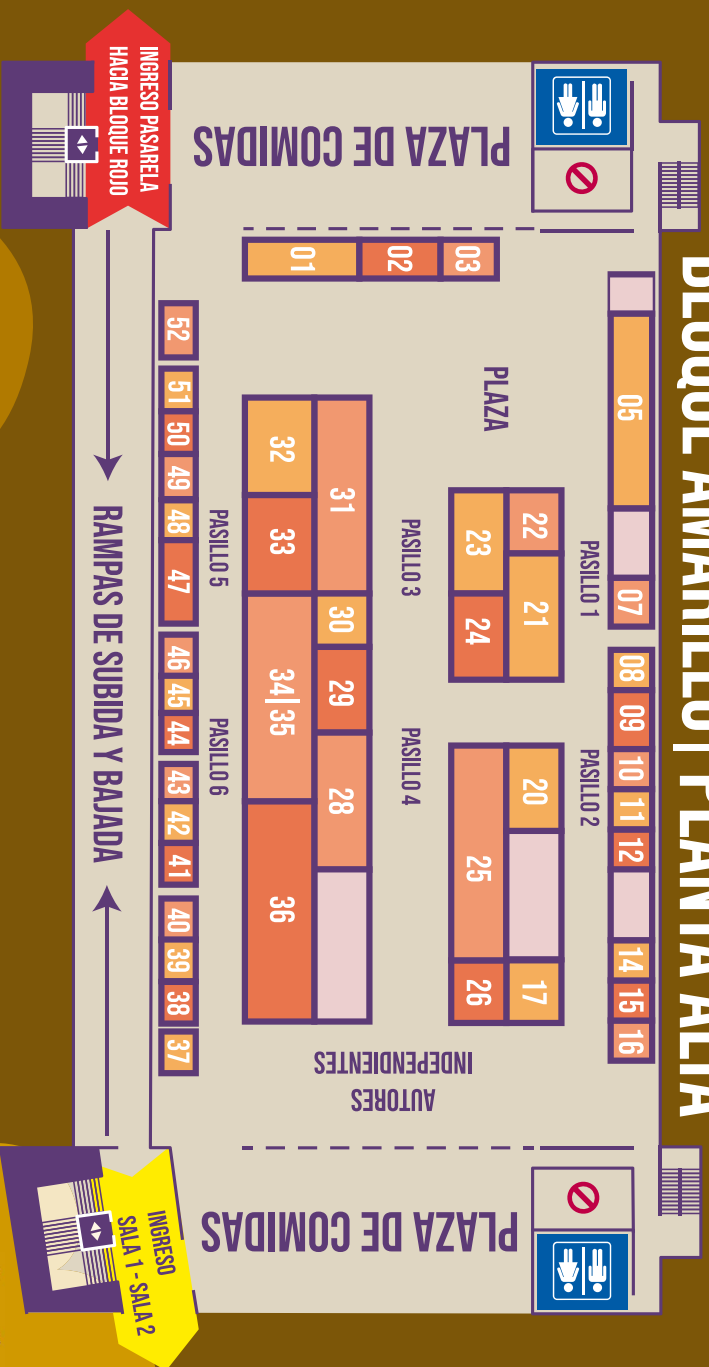 BLOQUE AMARILLO | PLANTA ALTA
PLAZA DE COMIDAS
05
07
08
09
10
11
12
14
15
16
PASILLO 1
PASILLO 2
03
02
01
PLAZA
22
21
23
24
20
17
25
26
PASILLO 3
PASILLO 4
31
30
29
28
32
33
34|35
36
AUTORES
INDEPENDIENTES
PASILLO 5
PASILLO 6
52
51
50
49
48
47
46
45
44
43
42
41
40
39
38
37
PLAZA DE COMIDAS
RAMPAS DE SUBIDA Y BAJADA
INGRESO PASARELA
HACIA BLOQUE ROJO
INGRESO
SALA 1 - SALA 2